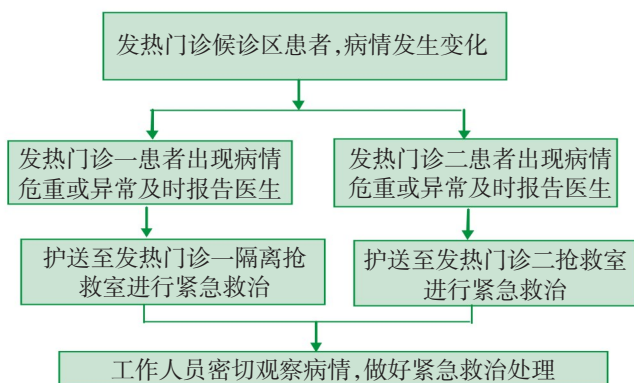 发热门诊候诊区患者,病情发生变化
发热门诊一患者出现病情
危重或异常及时报告医生
发热门诊二患者出现病情
危重或异常及时报告医生
护送至发热门诊一隔离抢
救室进行紧急救治
护送至发热门诊二抢救室
进行紧急救治
工作人员密切观察病情,做好紧急救治处理